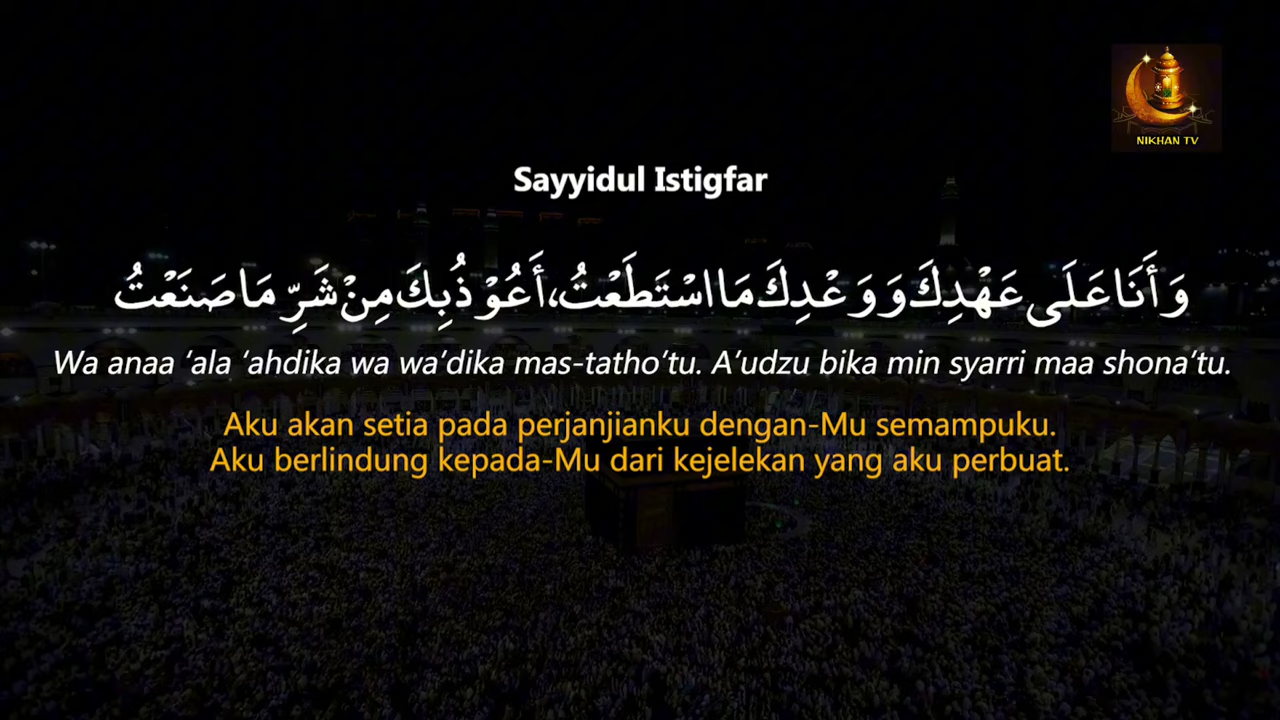 NIKHAN TV
Sayyidul Istigfar
وَأَنَا عَلَى عَهْدِكَ وَوَعْدِكَ مَا اسْتَطَعْتُ، أَعُوْذُ بِكَ مِنْ شَرِّ مَا صَنَعْتُ
Wa anaa ‘ala ‘ahdika wa wa’dika mas-tatho’tu. A’udzu bika min syarri maa shona’tu.
Aku akan setia pada perjanjianku dengan-Mu semampuku.
Aku berlindung kepada-Mu dari kejelekan yang aku perbuat.